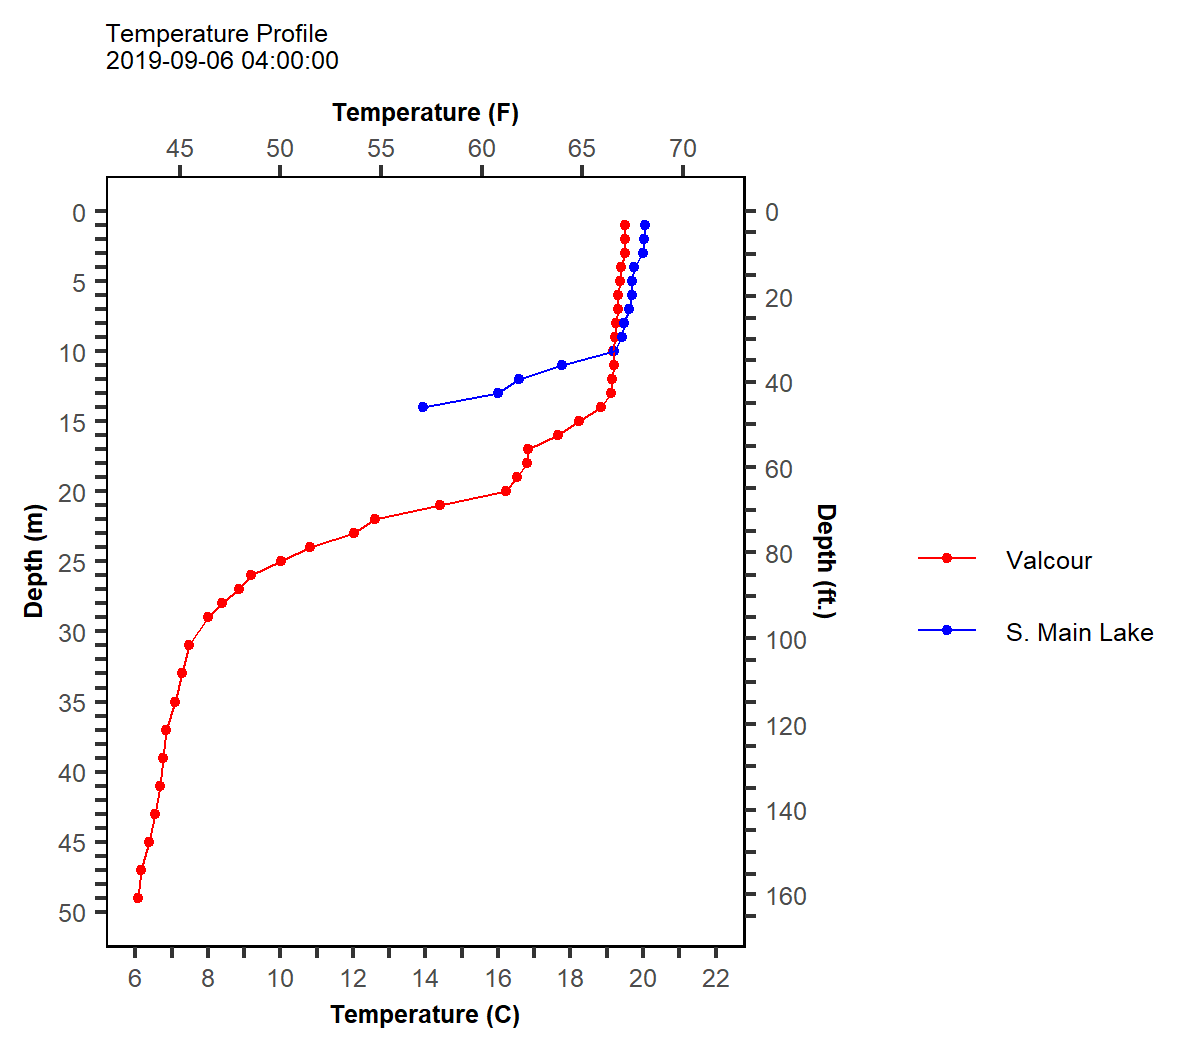 Temperature Profile
2019-09-06 04:00:00
Temperature (F)
45 50 55 60 65 70
0 0
5
20
10
40
15
60
20
80
25
30
100
35
120
40
140
45
160
50
Depth (m)
Depth (ft.)
6 8 10 12 14 16 18 20 22
Temperature (C)
Valcour
S. Main Lake